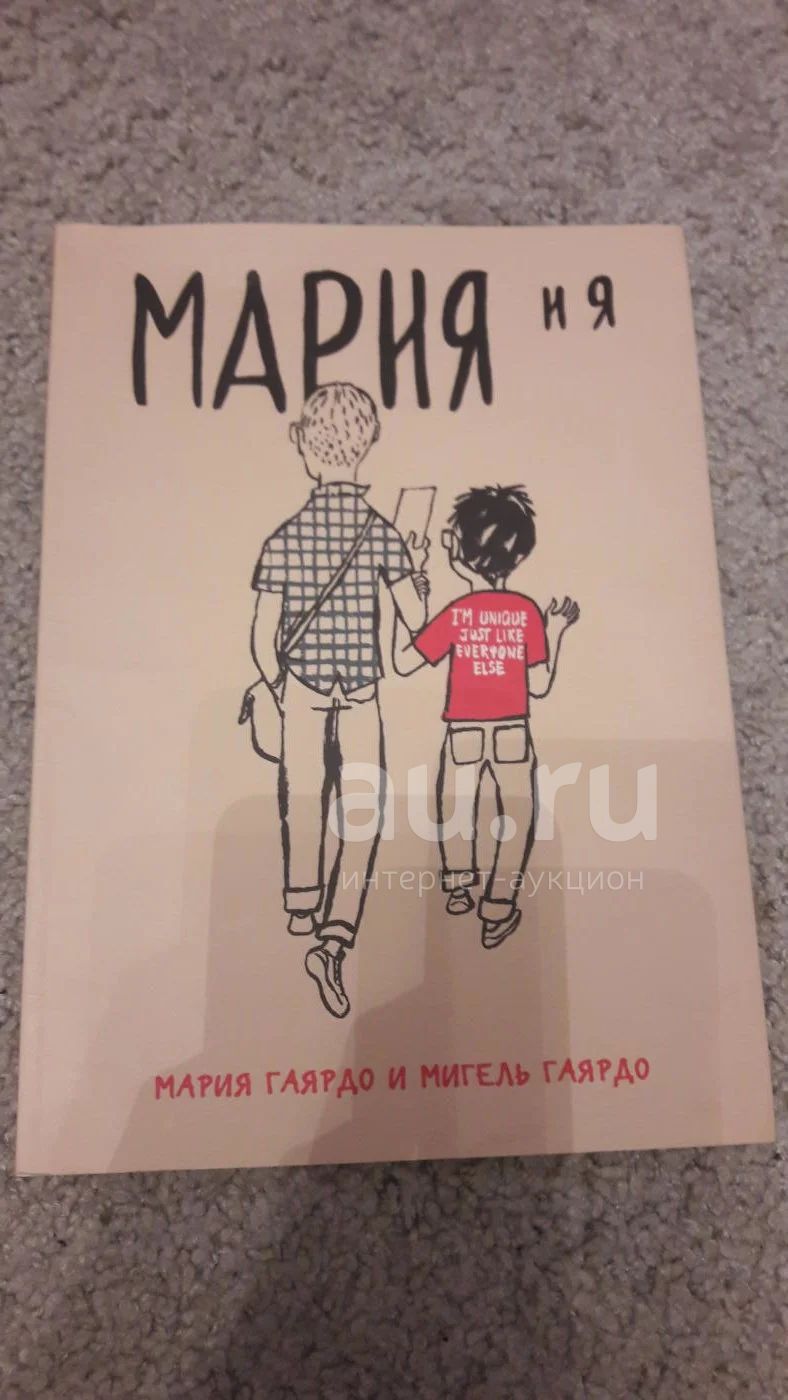 МАРИЯ и Я
I'M UNIQUE
JUST LIKE
EVERYONE
ELSE
au.ru
интернет-аукцион
МАРИЯ ГАЯРДО И МИГЕЛЬ ГАЯРДО